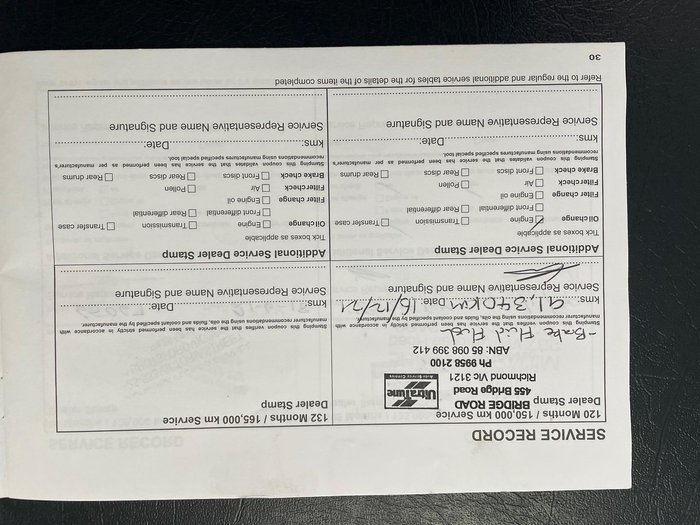 SERVICE RECORD
120 Months / 150,000 km Service
Dealer Stamp
BRIDGE ROAD
455 Bridge Road
Richmond Vic 3121
Ph 9958 2100
ABN: 85 098 399 412
UltraTune
Auto Service Centres
- Brake Fluid Flush
Stamping this coupon verifies that the service has been performed strictly in accordance with
manufacturer recommendations using the oils, fluids and coolant specified by the manufacturer.
kms: 91,340km Date: 16/12/21
Service Representative Name and Signature
132 Months / 165,000 km Service
Dealer Stamp
Stamping this coupon verifies that the service has been performed strictly in accordance with
manufacturer recommendations using the oils, fluids and coolant specified by the manufacturer.
kms: Date:
Service Representative Name and Signature
Additional Service Dealer Stamp
Tick boxes as applicable
Oil change Engine Transmission Transfer case
Front differential Rear differential
Filter change Engine oil
Filter check Air Pollen
Brake check Front discs Rear discs Rear drums
Stamping this coupon validates that the service has been performed as per manufacturer's
recommendations using manufacturer specified special tool.
kms: Date:
Service Representative Name and Signature
Additional Service Dealer Stamp
Tick boxes as applicable
Oil change Engine Transmission Transfer case
Front differential Rear differential
Filter change Engine oil
Filter check Air Pollen
Brake check Front discs Rear discs Rear drums
Stamping this coupon validates that the service has been performed as per manufacturer's
recommendations using manufacturer specified special tool.
kms: Date:
Service Representative Name and Signature
Refer to the regular and additional service tables for the details of the items completed
30